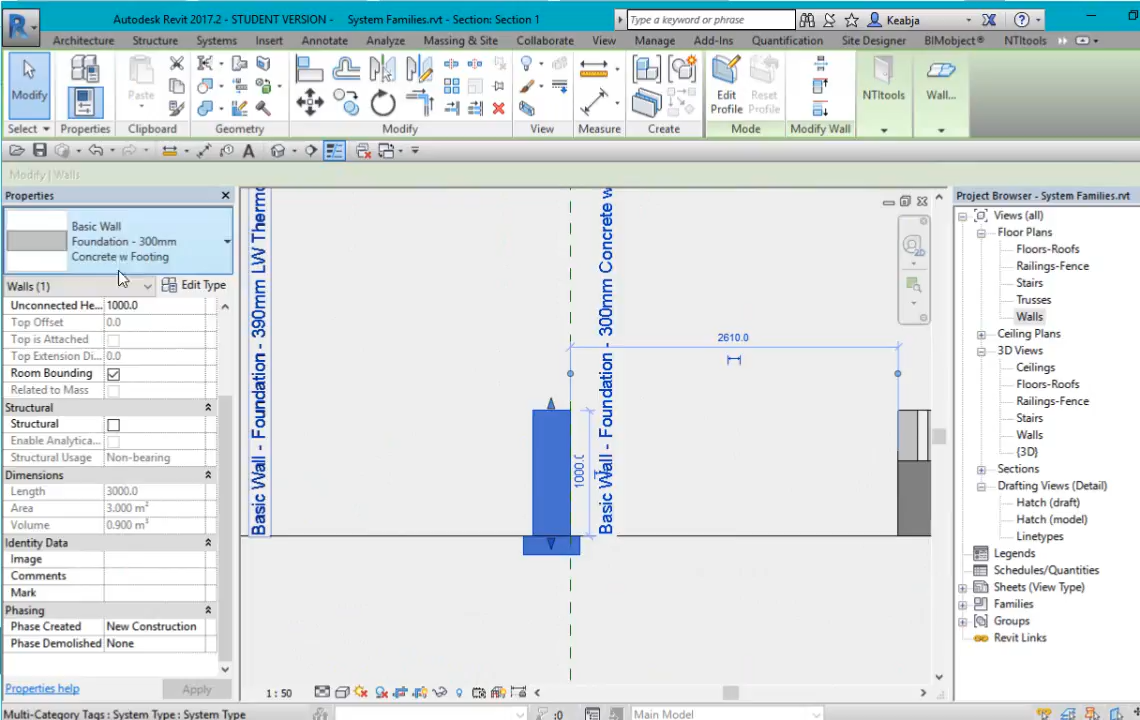 Autodesk Revit 2017.2 - STUDENT VERSION - System Families.rvt - Section: Section 1
Type a keyword or phrase
Keabja
Architecture Structure Systems Insert Annotate Analyze Massing & Site Collaborate View Manage Add-Ins Quantification Site Designer BIMobject® NTItools
Modify
Paste
Edit
Profile
Reset
Profile
NTItools
Wall...
Select Properties Clipboard Geometry Modify View Measure Create Mode Modify Wall
Modify | Walls
Properties
Basic Wall
Foundation - 300mm
Concrete w Footing
Walls (1)
Edit Type
Unconnected He... 1000.0
Top Offset 0.0
Top is Attached
Top Extension Di... 0.0
Room Bounding
Related to Mass
Structural
Structural
Enable Analytica...
Structural Usage Non-bearing
Dimensions
Length 3000.0
Area 3.000 m²
Volume 0.900 m³
Identity Data
Image
Comments
Mark
Phasing
Phase Created New Construction
Phase Demolished None
Properties help
Apply
Basic Wall - Foundation - 390mm LW Thermo
Basic Wall - Foundation - 300mm Concrete w
2610.0
1000.0
2D
1 : 50
Project Browser - System Families.rvt
Views (all)
Floor Plans
Floors-Roofs
Railings-Fence
Stairs
Trusses
Walls
Ceiling Plans
3D Views
Ceilings
Floors-Roofs
Railings-Fence
Stairs
Walls
{3D}
Sections
Drafting Views (Detail)
Hatch (draft)
Hatch (model)
Linetypes
Legends
Schedules/Quantities
Sheets (View Type)
Families
Groups
Revit Links
Multi-Category Tags : System Type : System Type
:0
Main Model